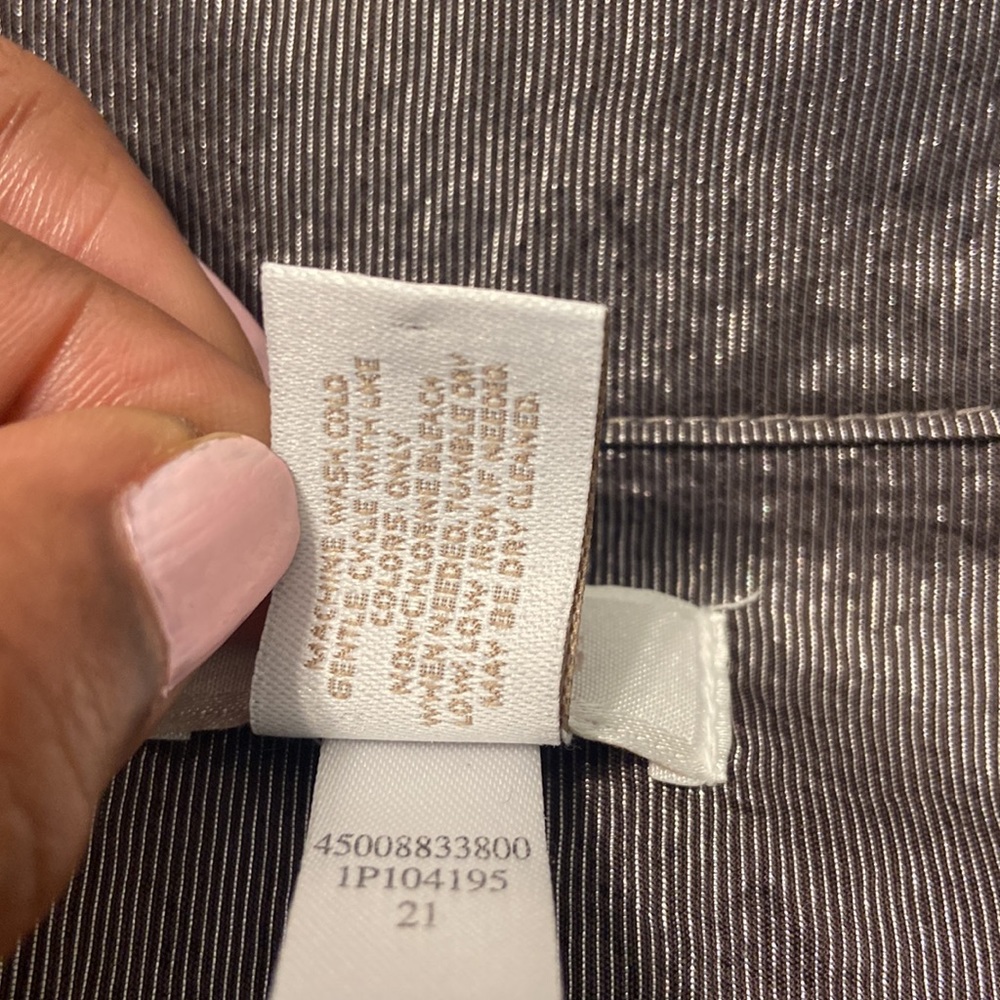 MACHINE WASH COLD
GENTLE CYCLE WITH LIKE
COLORS ONLY
NON CHLORINE BLEACH
WHEN NEEDED. TUMBLE DRY
LOW. LOW IRON IF NEEDED.
MAY BE DRY CLEANED.
45008833800
1P104195
21